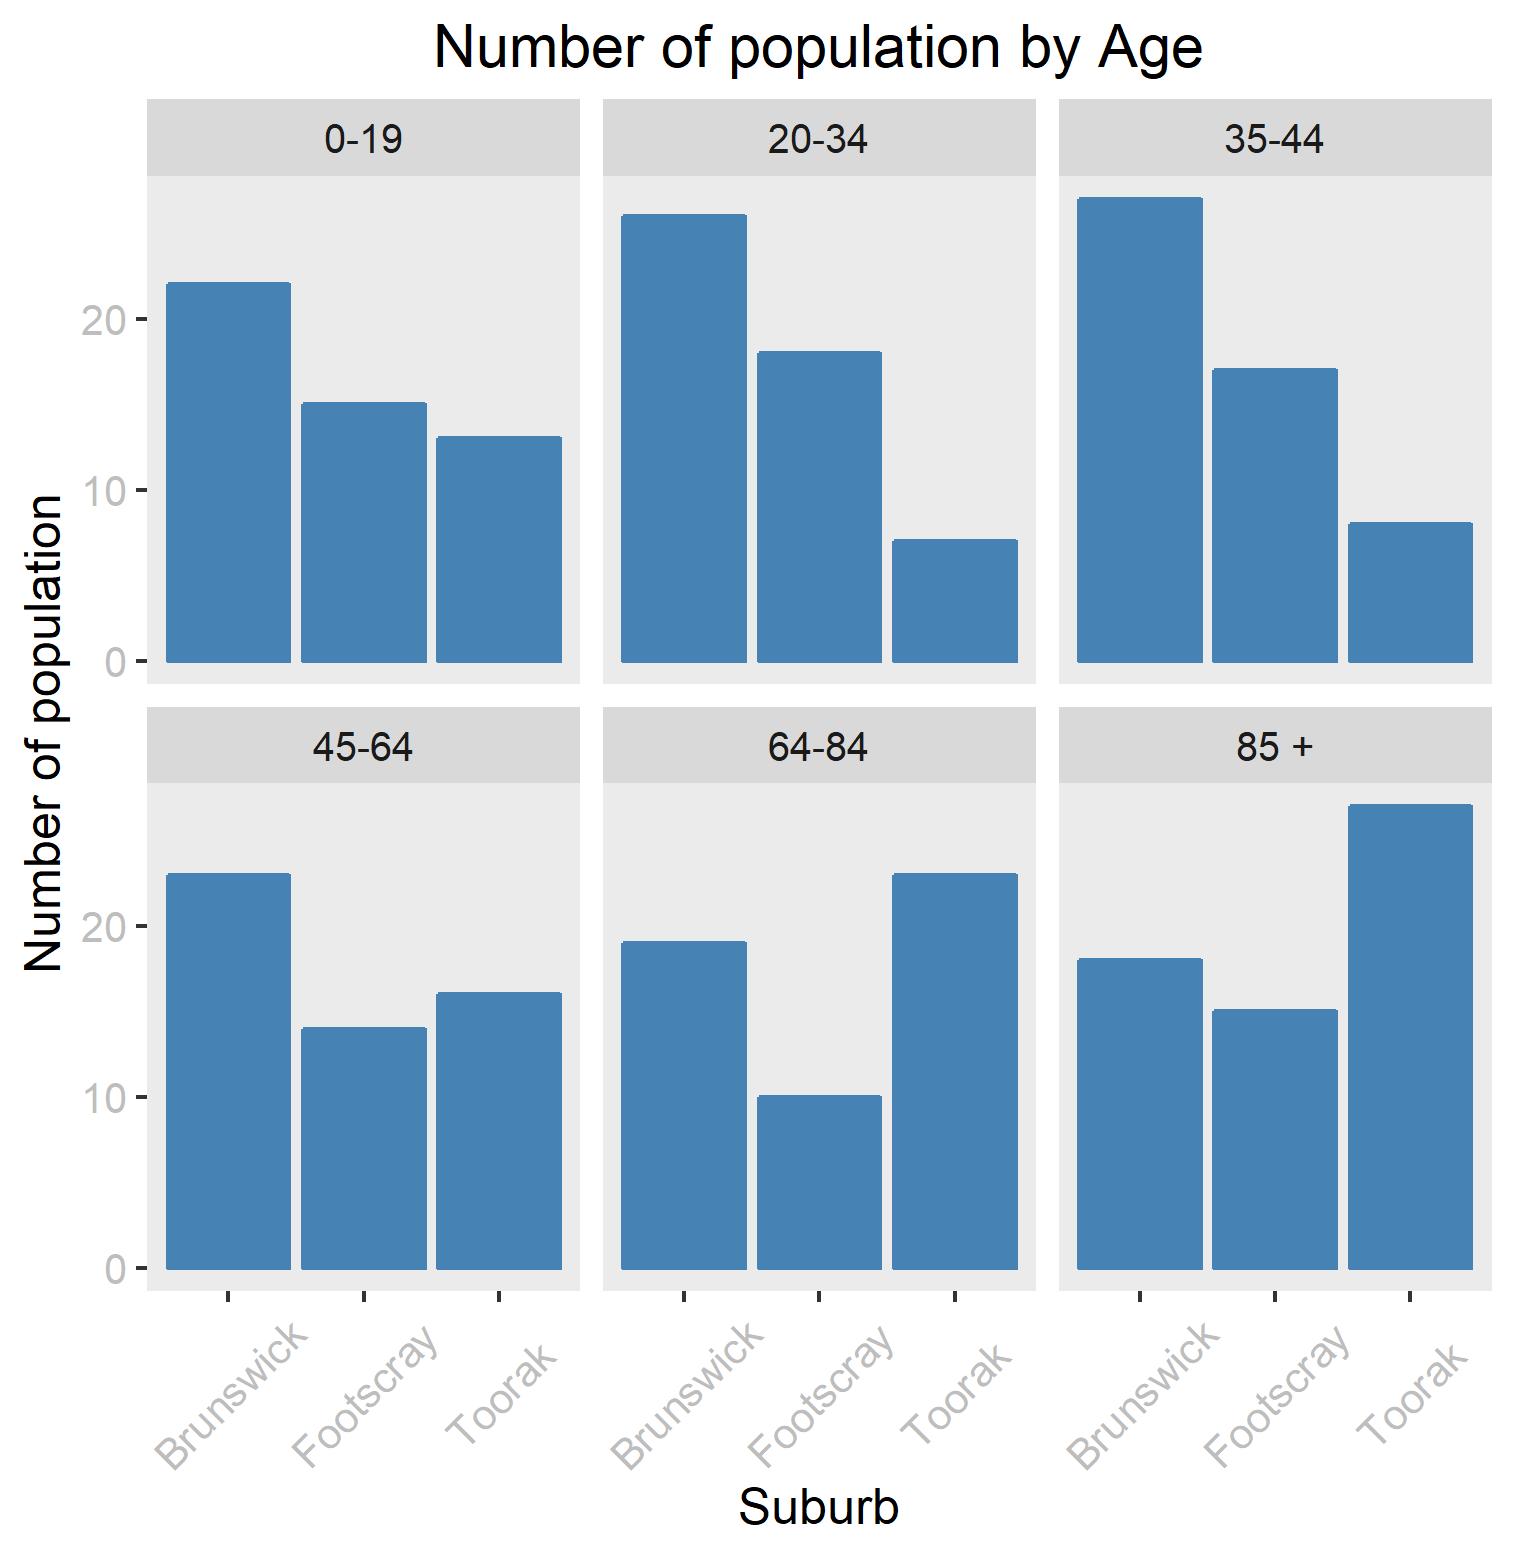 Number of population by Age
0-19
20-34
35-44
20
10
0
45-64
64-84
85 +
20
10
0
Number of population
Brunswick
Footscray
Toorak
Brunswick
Footscray
Toorak
Brunswick
Footscray
Toorak
Suburb